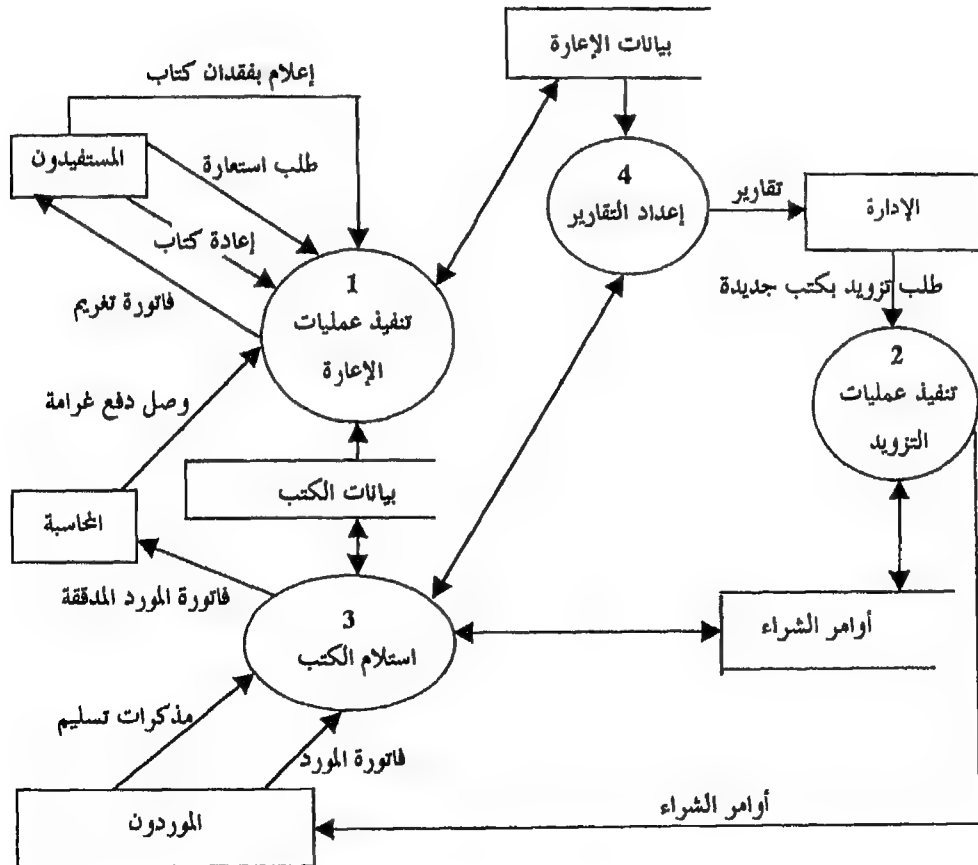 بيانات الإعارة
إعلام بفقدان كتاب
المستفيدون
طلب استعارة
إعادة كتاب
فاتورة تغريم
4
إعداد التقارير
تقارير
الإدارة
طلب تزويد بكتب جديدة
1
تنفيذ عمليات
الإعارة
2
تنفيذ عمليات
التزويد
وصل دفع غرامة
بيانات الكتب
المحاسبة
فاتورة المورد المدققة
3
استلام الكتب
أوامر الشراء
مذكرات تسليم
فاتورة المورد
الموردون
أوامر الشراء